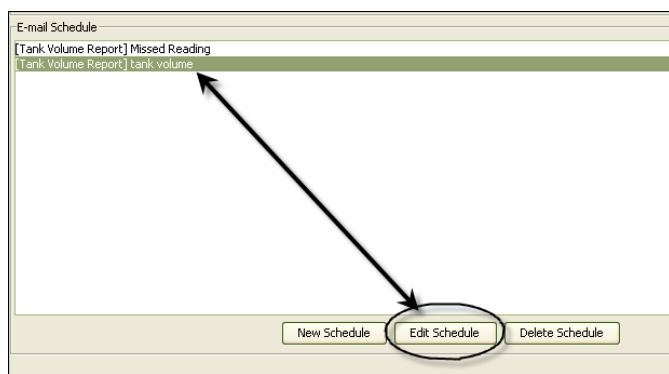 E-mail Schedule
[Tank Volume Report] Missed Reading
[Tank Volume Report] tank volume
New Schedule Edit Schedule Delete Schedule